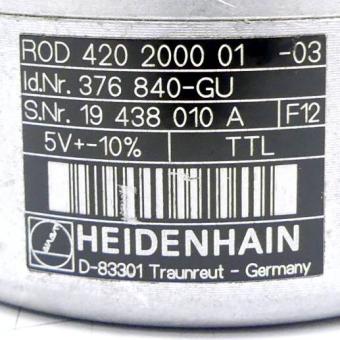 ROD 420 2000 01 -03
Id.Nr. 376 840-GU
S.Nr. 19 438 010 A F12
5V+-10% TTL
HEIDENHAIN
D-83301 Traunreut - Germany